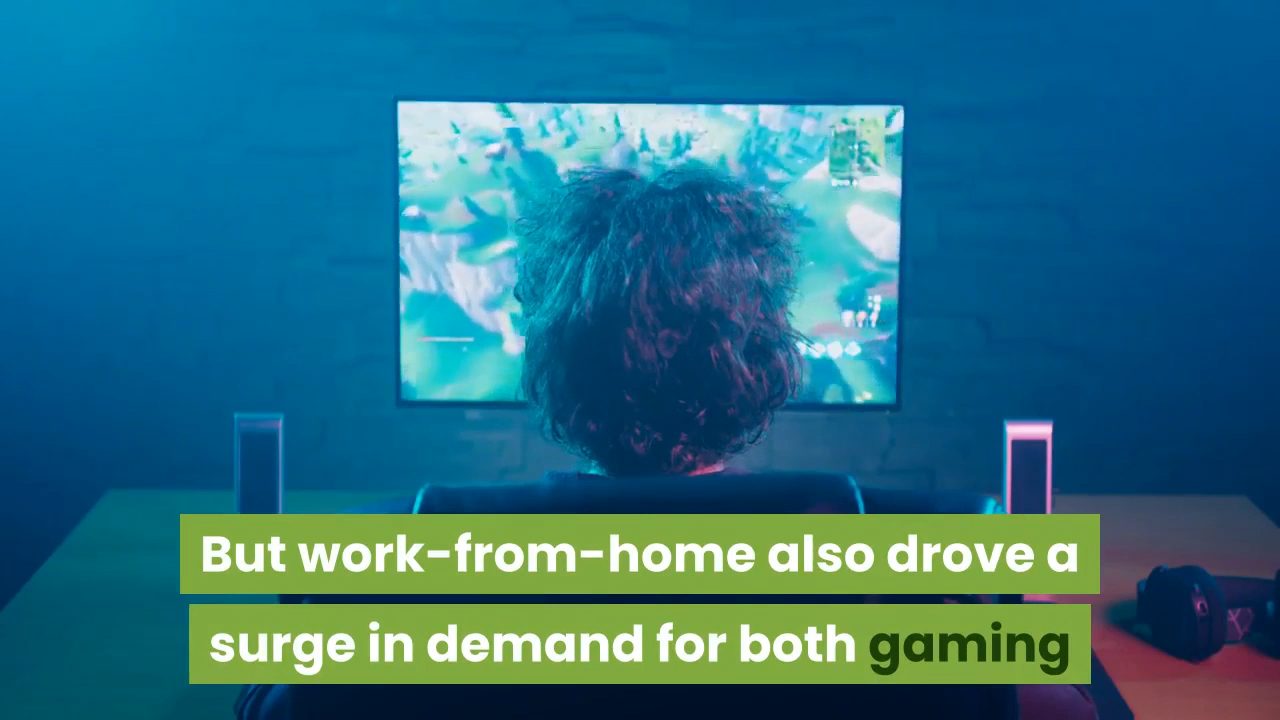 But work-from-home also drove a
surge in demand for both gaming